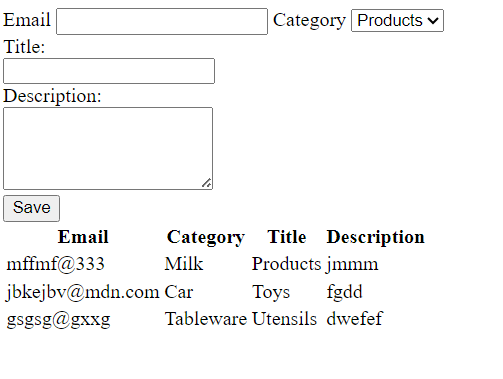 Email Category Products
Title:
Description:
Save
Email Category Title Description
mffmf@333 Milk Products jmmm
jbkejbv@mdn.com Car Toys fgdd
gsgsg@gxxg Tableware Utensils dwefef